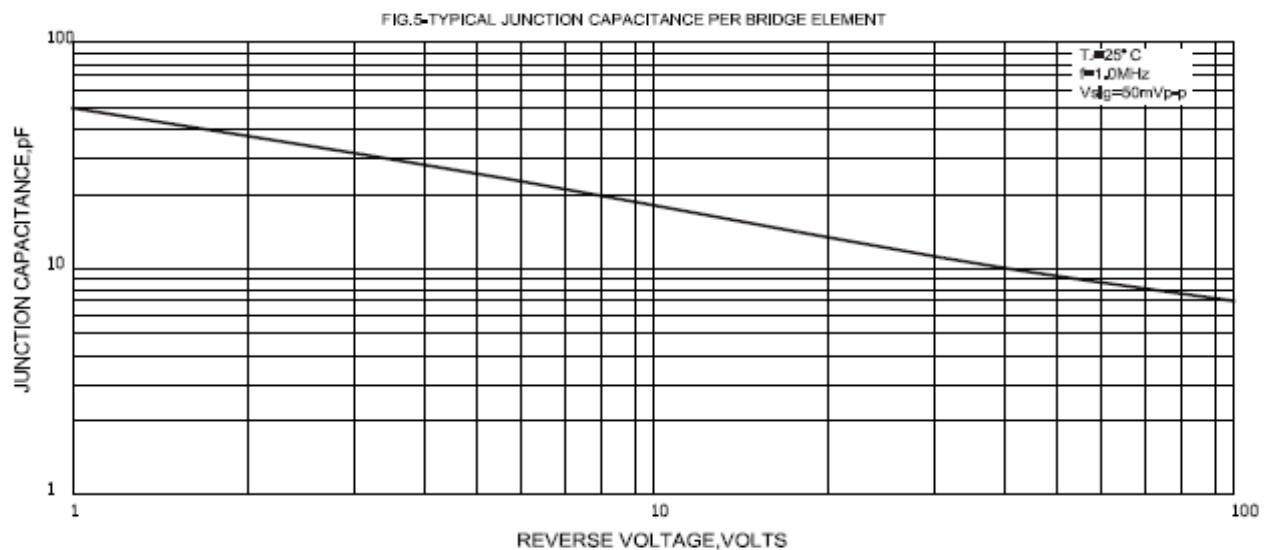 FIG.5-TYPICAL JUNCTION CAPACITANCE PER BRIDGE ELEMENT
100
TJ=25°C
f=1.0MHz
Vsig=50mVp-p
JUNCTION CAPACITANCE,pF
10
1
1
10
100
REVERSE VOLTAGE,VOLTS